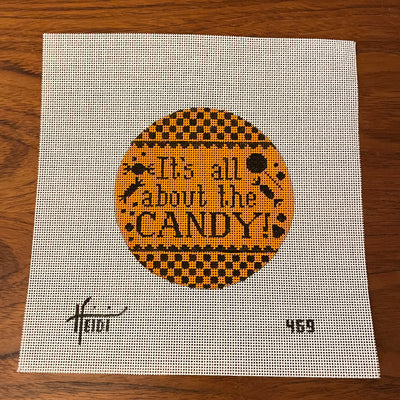 It's all
about the
CANDY!
HEIDI
469